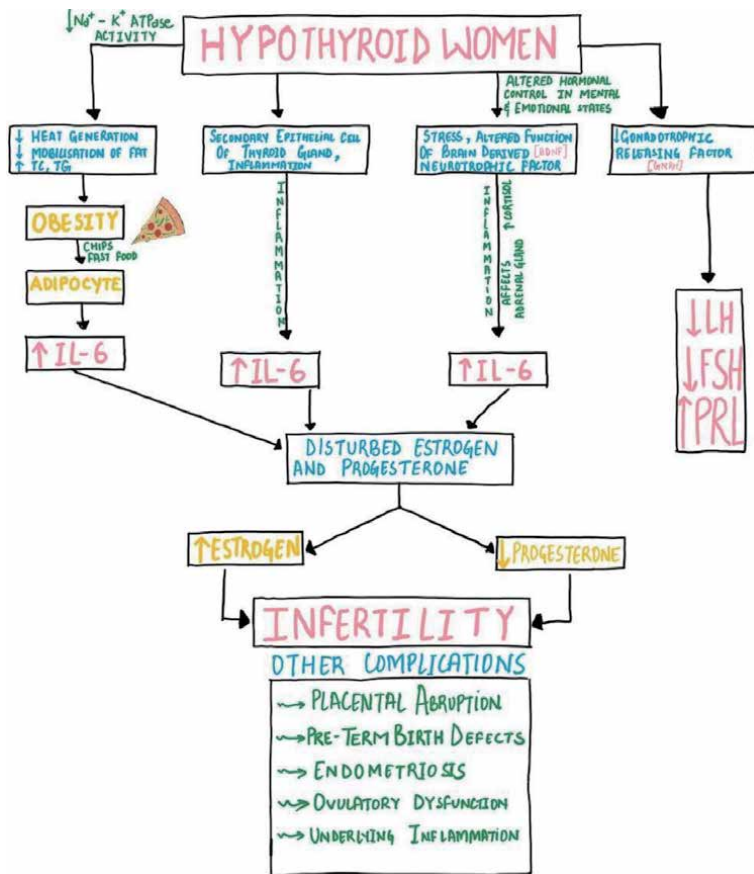 ↓Na⁺ - K⁺ ATPase
ACTIVITY
HYPOTHYROID WOMEN
ALTERED HORMONAL
CONTROL IN MENTAL
& EMOTIONAL STATES
↓ HEAT GENERATION
↓ MOBILISATION OF FAT
↑ TC, TG
SECONDARY EPITHELIAL CELL
OF THYROID GLAND,
INFLAMMATION
STRESS, ALTERED FUNCTION
OF BRAIN DERIVED [BDNF]
NEUROTROPHIC FACTOR
↓GONADOTROPHIC
RELEASING FACTOR
[GNRH]
OBESITY
CHIPS
FAST FOOD
ADIPOCYTE
↑ IL-6
INFLAMMATION
↑IL-6
INFLAMMATION
↑ CORTISOL
AFFECTS
ADRENAL GLAND
↑IL-6
↓LH
↓FSH
↑PRL
DISTURBED ESTROGEN
AND PROGESTERONE
↑ESTROGEN
↓PROGESTERONE
INFERTILITY
OTHER COMPLICATIONS
PLACENTAL ABRUPTION
PRE-TERM BIRTH DEFECTS
ENDOMETRIOSIS
OVULATORY DYSFUNCTION
UNDERLYING INFLAMMATION